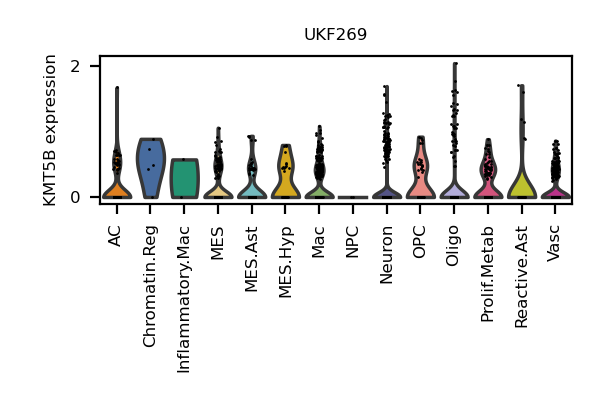 UKF269
KMT5B expression
2
0
AC
Chromatin.Reg
Inflammatory.Mac
MES
MES.Ast
MES.Hyp
Mac
NPC
Neuron
OPC
Oligo
Prolif.Metab
Reactive.Ast
Vasc